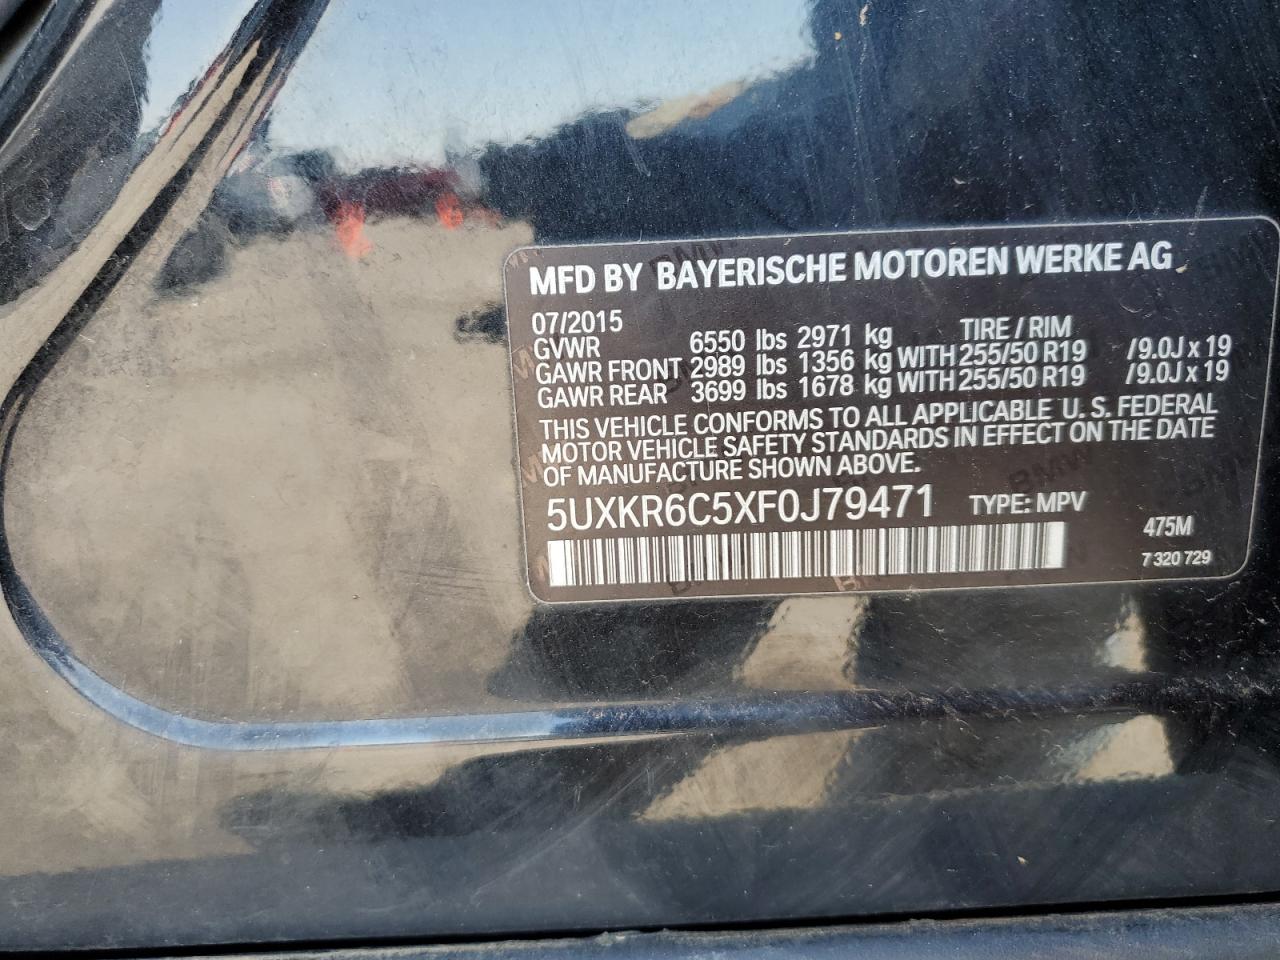 MFD BY BAYERISCHE MOTOREN WERKE AG
07/2015 TIRE / RIM
GVWR 6550 lbs 2971 kg
GAWR FRONT 2989 lbs 1356 kg WITH 255/50 R19 /9.0J x 19
GAWR REAR 3699 lbs 1678 kg WITH 255/50 R19 /9.0J x 19
THIS VEHICLE CONFORMS TO ALL APPLICABLE U. S. FEDERAL
MOTOR VEHICLE SAFETY STANDARDS IN EFFECT ON THE DATE
OF MANUFACTURE SHOWN ABOVE.
5UXKR6C5XF0J79471 TYPE: MPV
475M
7 320 729